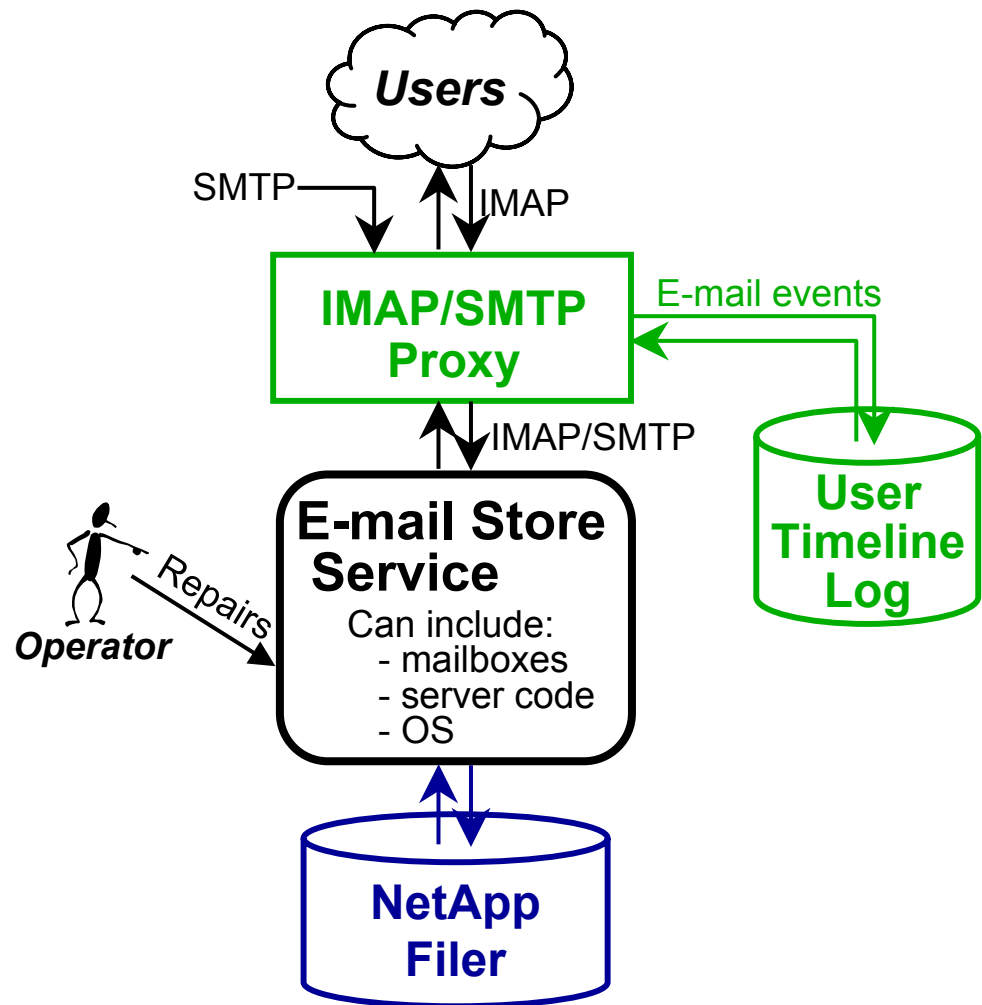 Users
SMTP
IMAP
IMAP/SMTP
Proxy
E-mail events
IMAP/SMTP
User
Timeline
Log
E-mail Store
Service
Can include:
- mailboxes
- server code
- OS
Repairs
Operator
NetApp
Filer